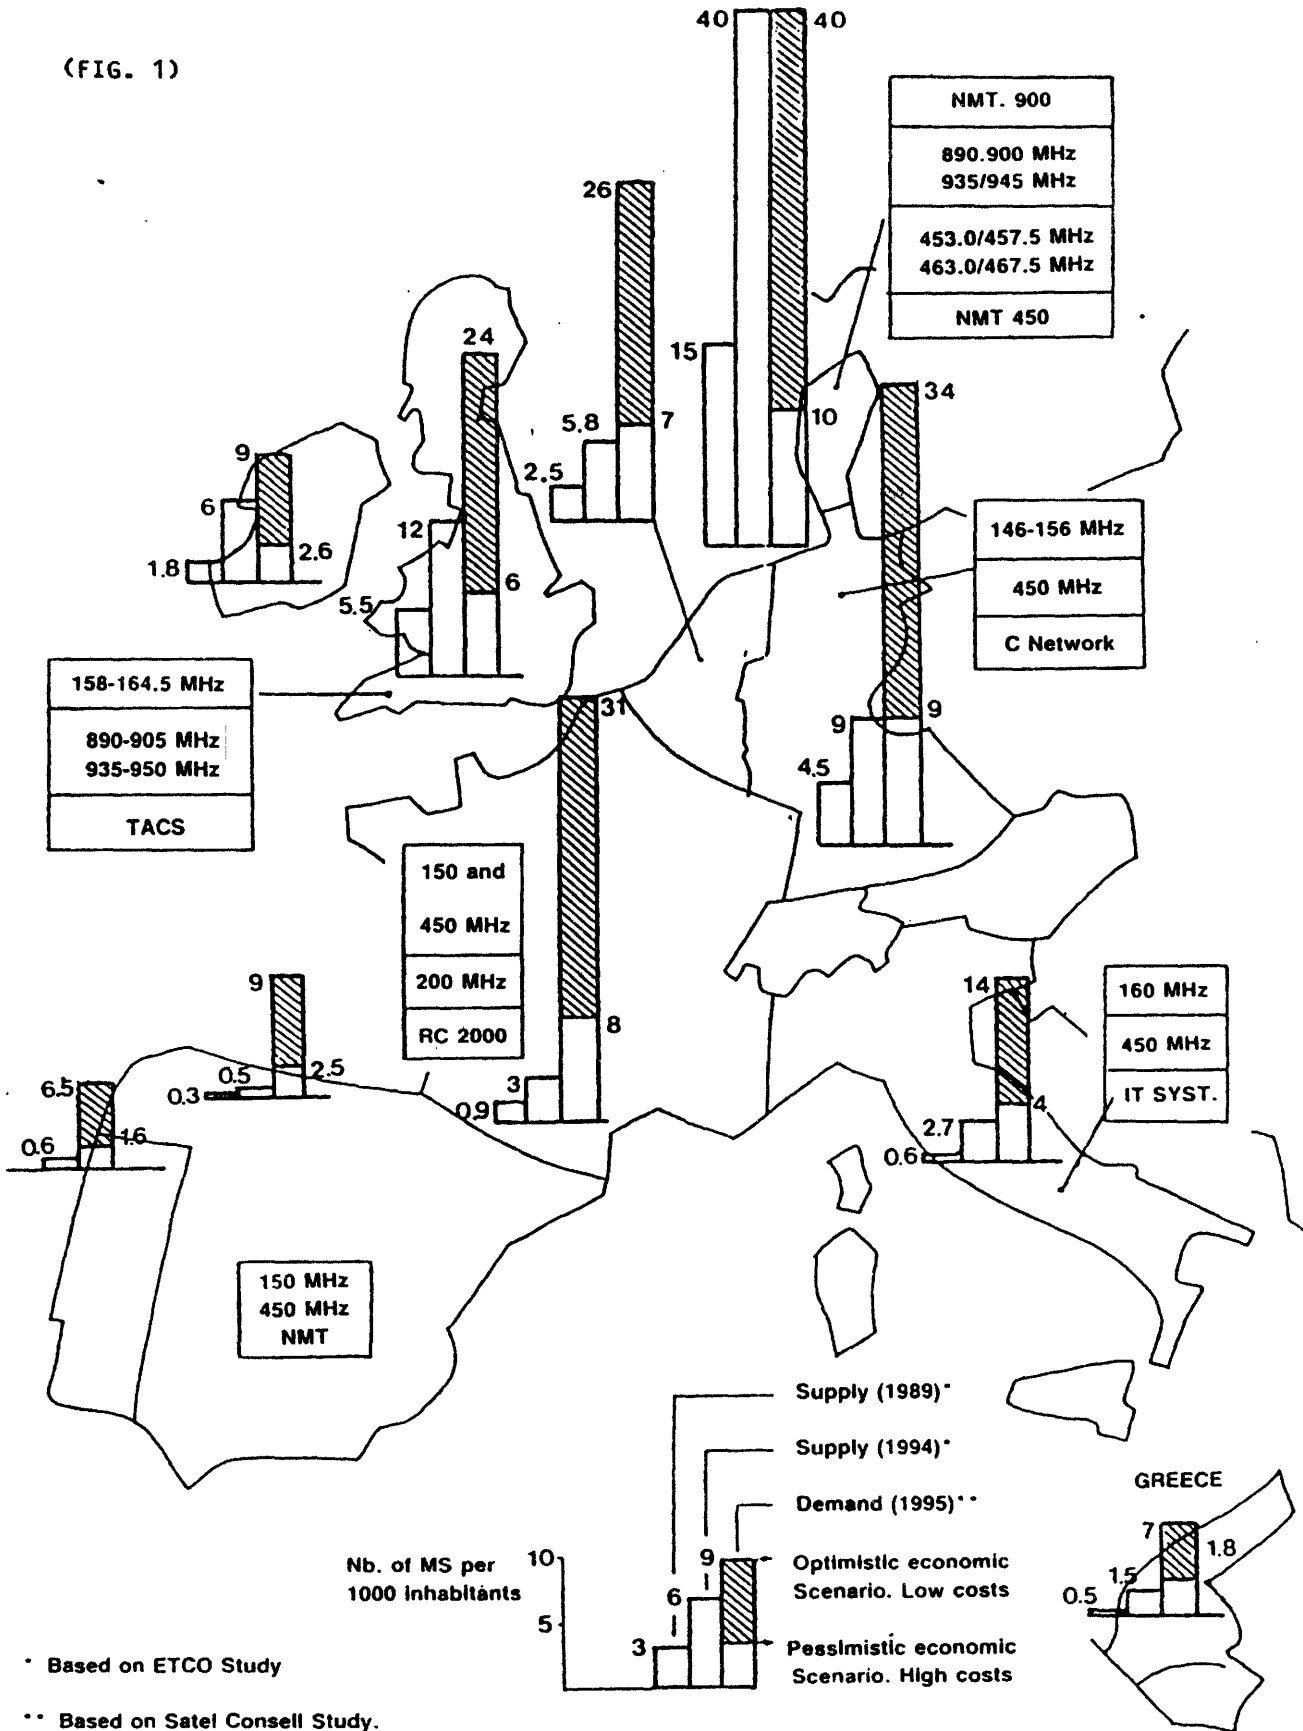 (FIG. 1)
40
40
NMT. 900
890.900 MHz
935/945 MHz
453.0/457.5 MHz
463.0/467.5 MHz
NMT 450
26
24
15
34
10
5.8
7
9
2.5
6
12
146-156 MHz
450 MHz
C Network
1.8
2.6
6
5.5
158-164.5 MHz
890-905 MHz
935-950 MHz
TACS
31
9
9
4.5
150 and
450 MHz
200 MHz
RC 2000
9
14
160 MHz
450 MHz
IT SYST.
8
6.5
0.5
2.5
3
4
0.3
0.9
2.7
0.6
1.6
0.6
150 MHz
450 MHz
NMT
Supply (1989)*
Supply (1994)*
GREECE
Demand (1995)**
7
1.8
Nb. of MS per
1000 inhabitants
10
9
Optimistic economic
Scenario. Low costs
1.5
0.5
6
5
3
Pessimistic economic
Scenario. High costs
* Based on ETCO Study
** Based on Satel Consell Study.